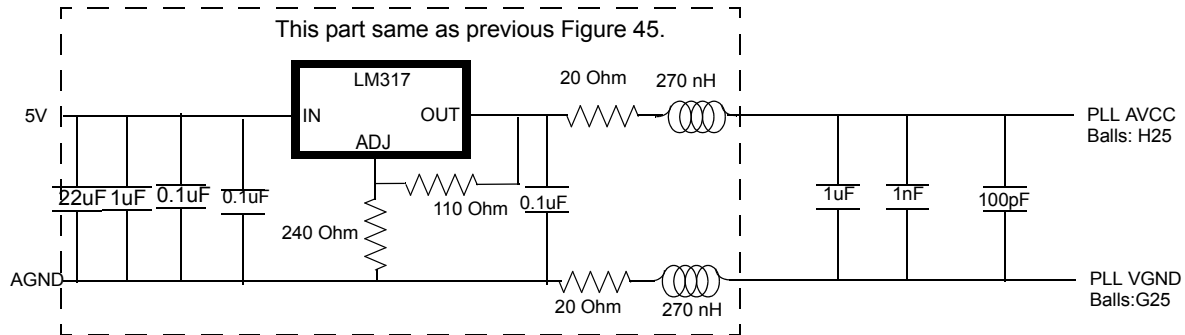 This part same as previous Figure 45.
LM317
20 Ohm
270 nH
5V
IN
OUT
ADJ
PLL AVCC
Balls: H25
22uF
1uF
0.1uF
0.1uF
110 Ohm
0.1uF
1uF
1nF
100pF
240 Ohm
AGND
20 Ohm
270 nH
PLL VGND
Balls:G25